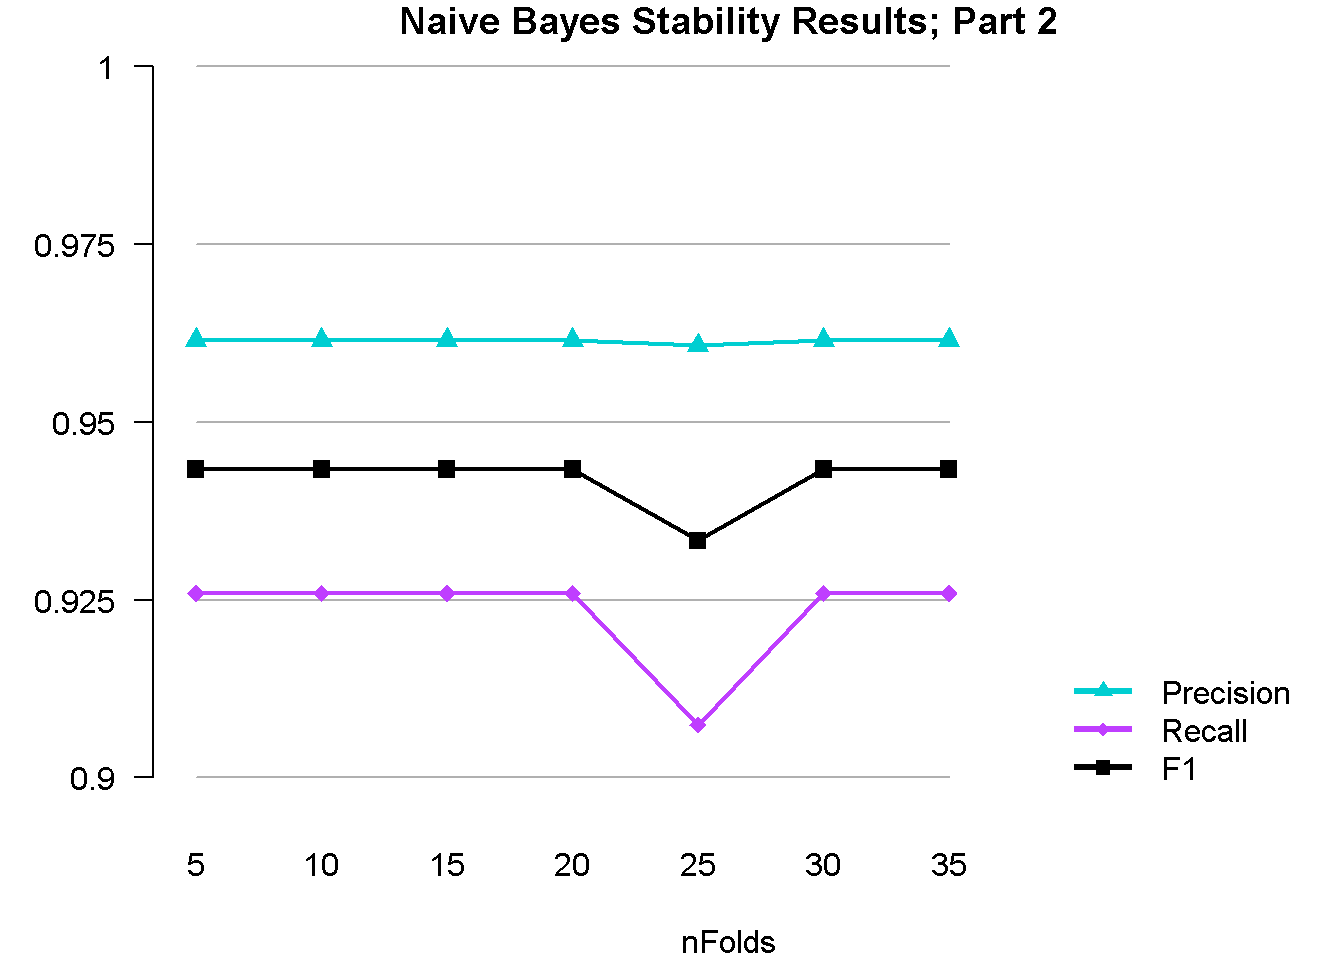 Naive Bayes Stability Results; Part 2
1
0.975
0.95
0.925
0.9
5 10 15 20 25 30 35
nFolds
Precision
Recall
F1